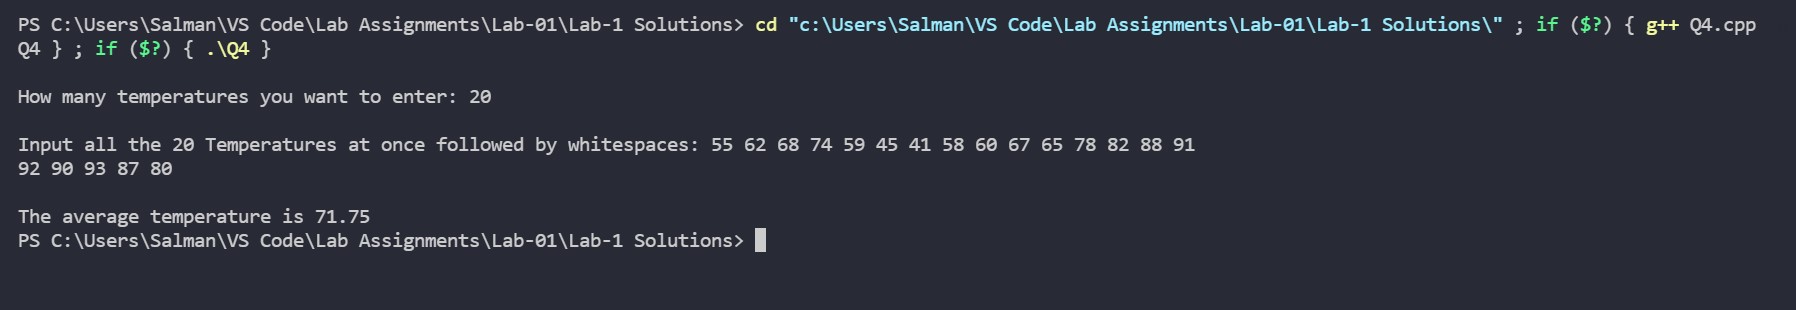 PS C:\Users\Salman\VS Code\Lab Assignments\Lab-01\Lab-1 Solutions> cd "c:\Users\Salman\VS Code\Lab Assignments\Lab-01\Lab-1 Solutions\" ; if ($?) { g++ Q4.cpp
Q4 } ; if ($?) { .\Q4 }
How many temperatures you want to enter: 20
Input all the 20 Temperatures at once followed by whitespaces: 55 62 68 74 59 45 41 58 60 67 65 78 82 88 91
92 90 93 87 80
The average temperature is 71.75
PS C:\Users\Salman\VS Code\Lab Assignments\Lab-01\Lab-1 Solutions>